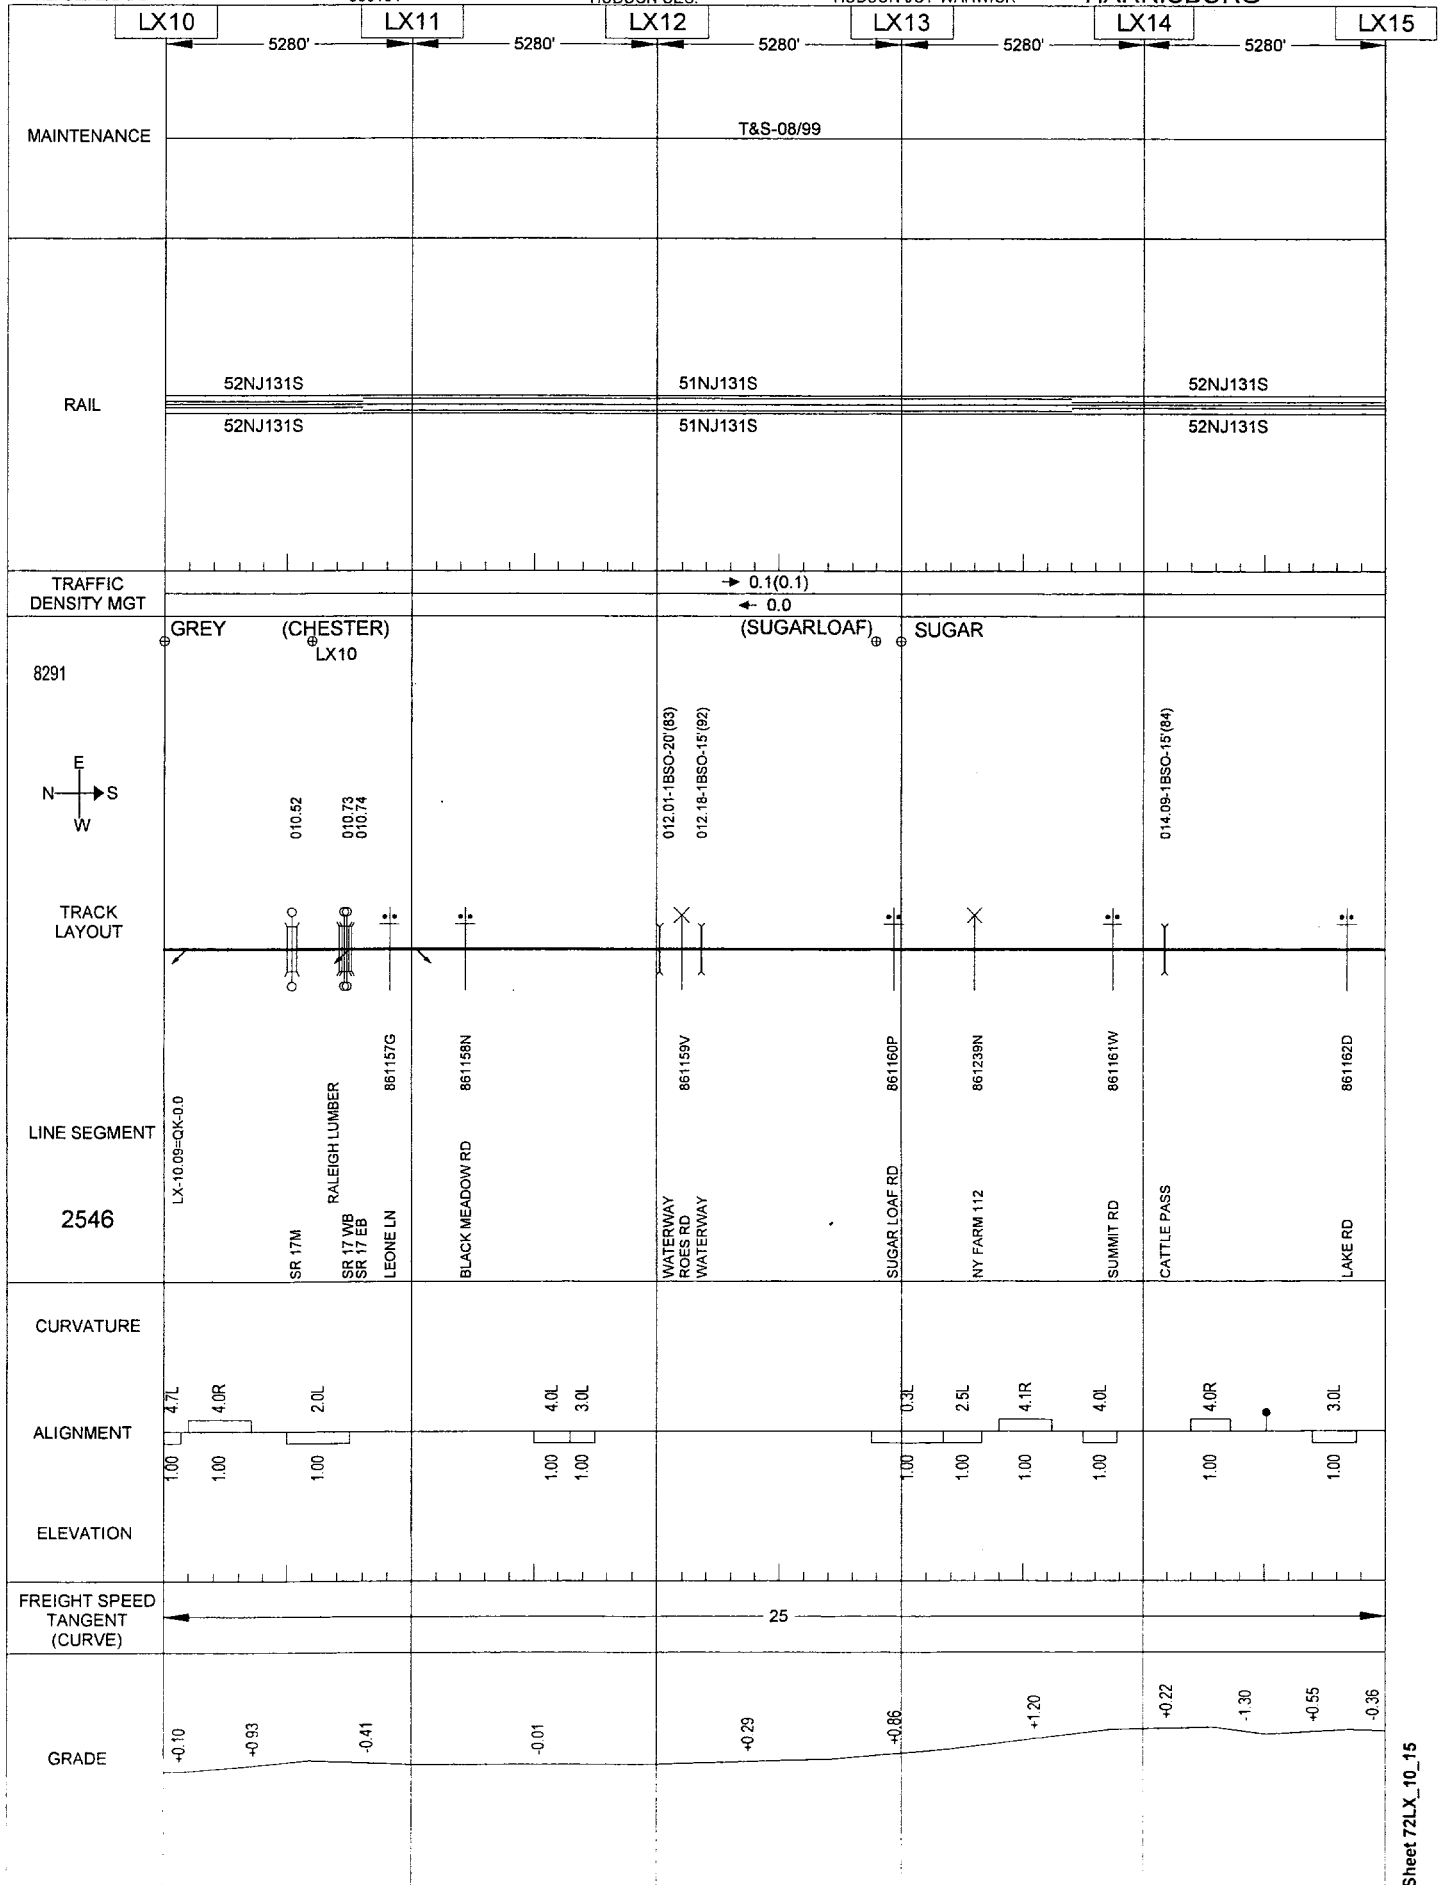 HARRISBURG
LX10 LX11 LX12 LX13 LX14 LX15
5280' 5280' 5280' 5280' 5280'
MAINTENANCE
T&S-08/99
52NJ131S 51NJ131S 52NJ131S
RAIL
52NJ131S 51NJ131S 52NJ131S
TRAFFIC
DENSITY MGT
0.1(0.1)
0.0
GREY (CHESTER) (SUGARLOAF) SUGAR
LX10
8291
E
N S
W
010.52
010.73
010.74
012.01-1BSO-20'(83)
012.18-1BSO-15'(92)
014.09-1BSO-15'(84)
TRACK
LAYOUT
861157G
861158N
861159V
861160P
861239N
861161W
861162D
LINE SEGMENT
2546
LX-10.09=QK-0.0
SR 17M
RALEIGH LUMBER
SR 17 WB
SR 17 EB
LEONE LN
BLACK MEADOW RD
WATERWAY
ROES RD
WATERWAY
SUGAR LOAF RD
NY FARM 112
SUMMIT RD
CATTLE PASS
LAKE RD
CURVATURE
4.7L 4.0R 2.0L 4.0L 3.0L 0.3L 2.5L 4.1R 4.0L 4.0R 3.0L
ALIGNMENT
1.00 1.00 1.00 1.00 1.00 1.00 1.00 1.00 1.00 1.00 1.00
ELEVATION
FREIGHT SPEED
TANGENT
(CURVE)
25
GRADE
+0.10 +0.93 -0.41 -0.01 +0.29 +0.86 +1.20 +0.22 -1.30 +0.55 -0.36
Sheet 72LX_10_15